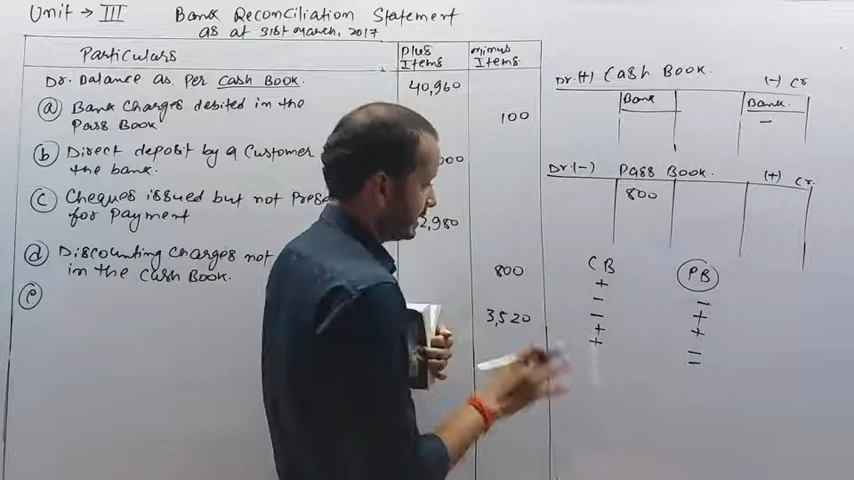 Unit → III Bank Reconciliation Statement
as at 31st March, 2017
Particulars Plus Items minus Items.
Dr. Balance as per Cash Book. 40,960
(a) Bank Charges debited in the
Pass Book 100
(b) Direct deposit by a Customer
the bank. 000
(c) Cheques issued but not Prese
for Payment 2,980
(d) Discounting Charges not
in the Cash Book. 800
(e)
3,520
Dr (+) Cash Book. (-) Cr
Bank Bank.
-
Dr (-) Pass Book. (+) Cr.
800
CB PB
+ -
- +
- +
+ -
+ -